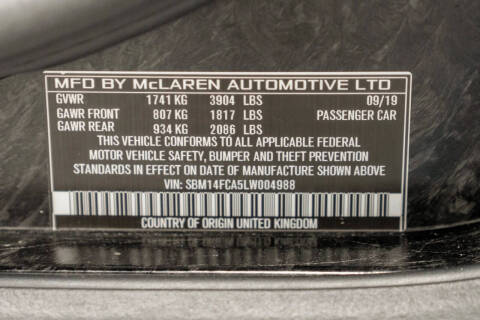 MFD BY McLAREN AUTOMOTIVE LTD
GVWR 1741 KG 3904 LBS 09/19
GAWR FRONT 807 KG 1817 LBS PASSENGER CAR
GAWR REAR 934 KG 2086 LBS
THIS VEHICLE CONFORMS TO ALL APPLICABLE FEDERAL
MOTOR VEHICLE SAFETY, BUMPER AND THEFT PREVENTION
STANDARDS IN EFFECT ON DATE OF MANUFACTURE SHOWN ABOVE
VIN: SBM14FCA5LW004988
COUNTRY OF ORIGIN UNITED KINGDOM